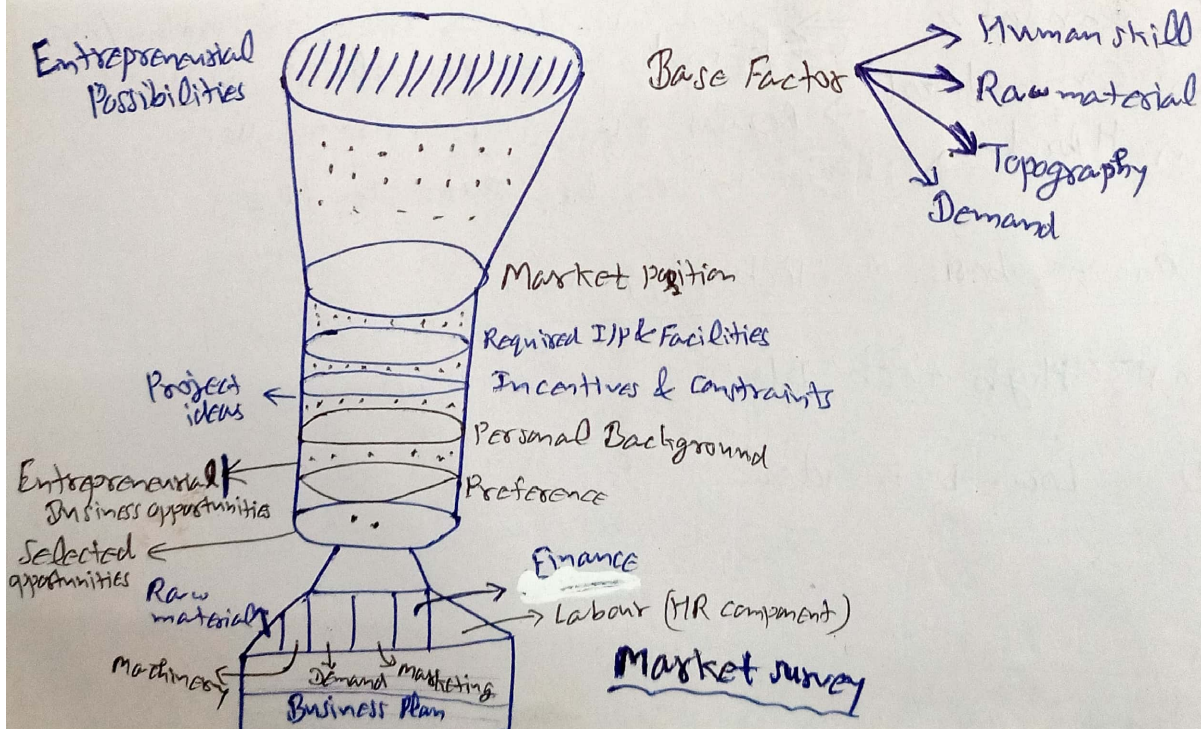 Entrepreneurial
Possibilities
Base Factor
Human skill
Raw material
Topography
Demand
Market position
Required I/P & Facilities
Project
ideas
Incentives & Constraints
Personal Background
Entrepreneurial
Business opportunities
Preference
Selected
opportunities
Finance
Raw
material
Labour (HR component)
Machinery
Demand
Marketing
Business Plan
Market survey